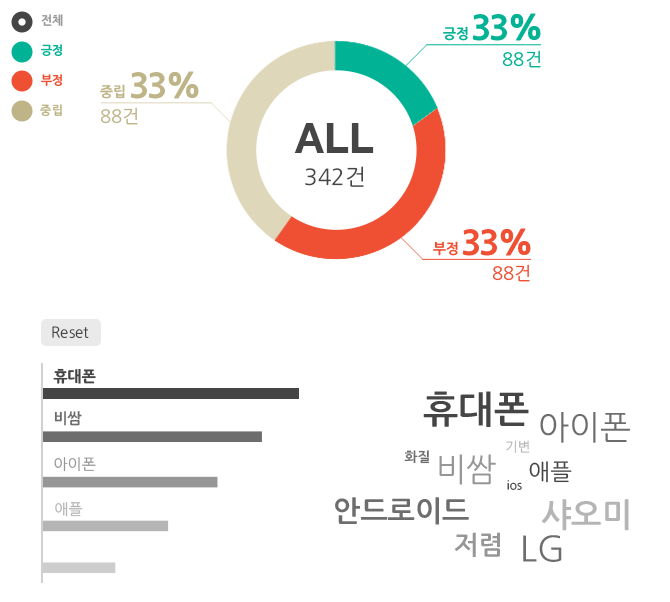 전체
긍정
부정
중립
긍정 33%
88건
중립 33%
88건
ALL
342건
부정 33%
88건
Reset
휴대폰
비쌈
아이폰
애플
휴대폰
아이폰
기변
화질
비쌈
애플
ios
안드로이드
샤오미
저렴
LG